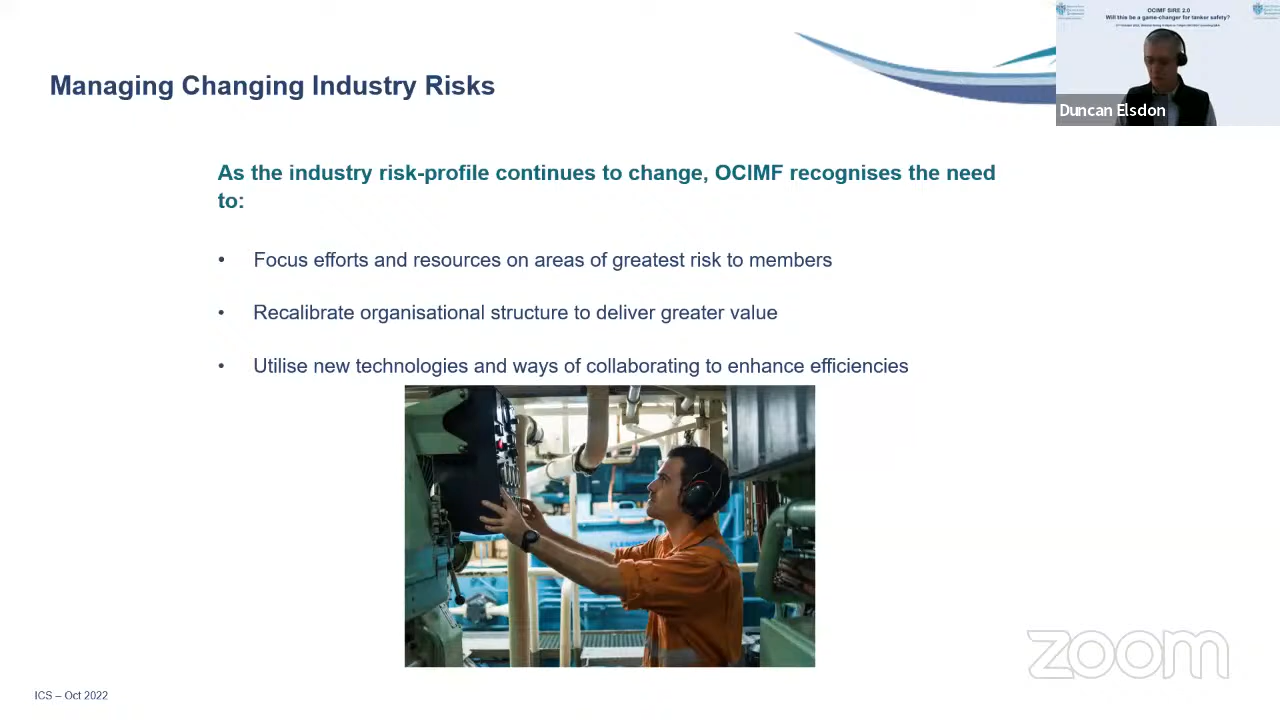 OCIMF SIRE 2.0
Will this be a game-changer for tanker safety?
Duncan Elsdon
Managing Changing Industry Risks
As the industry risk-profile continues to change, OCIMF recognises the need
to:
• Focus efforts and resources on areas of greatest risk to members
• Recalibrate organisational structure to deliver greater value
• Utilise new technologies and ways of collaborating to enhance efficiencies
zoom
ICS – Oct 2022